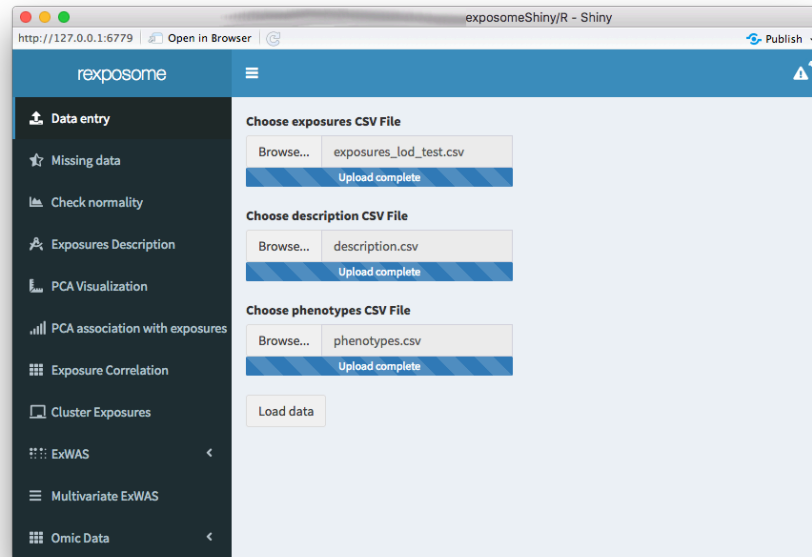 exposomeShiny/R - Shiny
http://127.0.0.1:6779 Open in Browser Publish
rexposome
Data entry
Missing data
Check normality
Exposures Description
PCA Visualization
PCA association with exposures
Exposure Correlation
Cluster Exposures
ExWAS
Multivariate ExWAS
Omic Data
Choose exposures CSV File
Browse... exposures_lod_test.csv
Upload complete
Choose description CSV File
Browse... description.csv
Upload complete
Choose phenotypes CSV File
Browse... phenotypes.csv
Upload complete
Load data